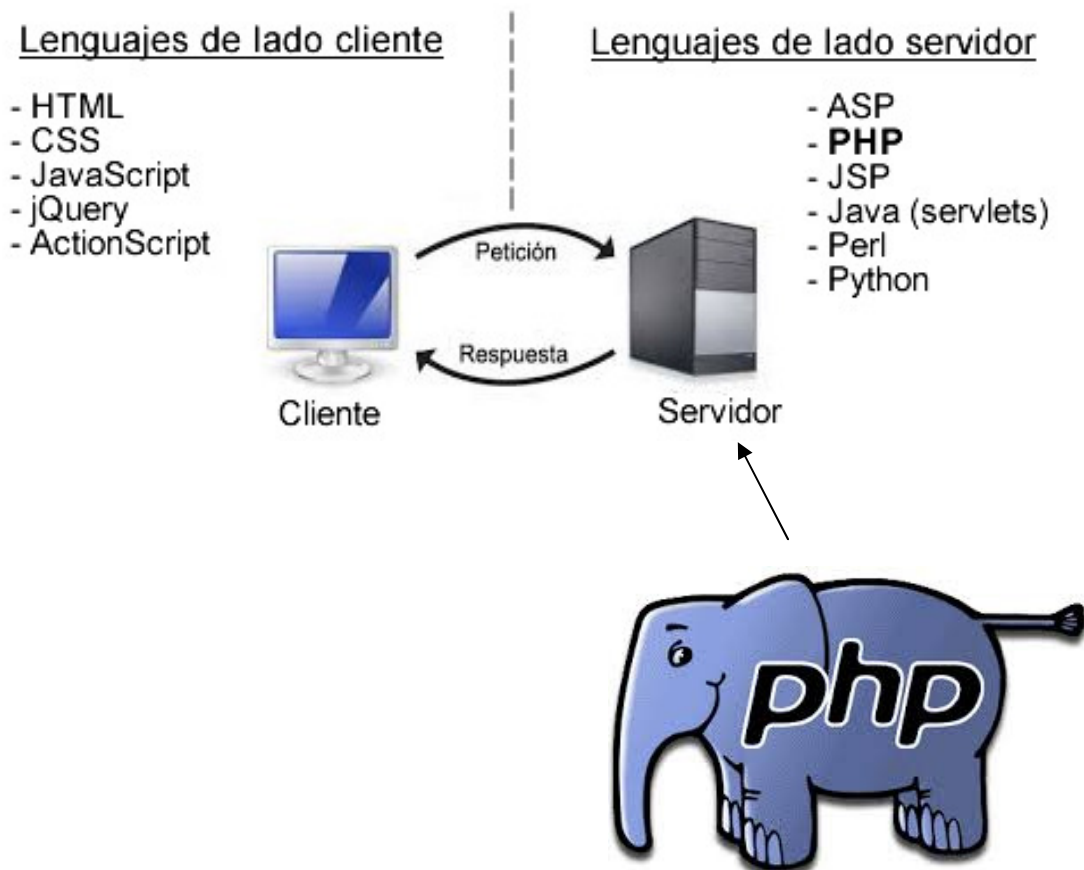 Lenguajes de lado cliente
- HTML
- CSS
- JavaScript
- jQuery
- ActionScript
Lenguajes de lado servidor
- ASP
- PHP
- JSP
- Java (servlets)
- Perl
- Python
Petición
Respuesta
Cliente
Servidor
php